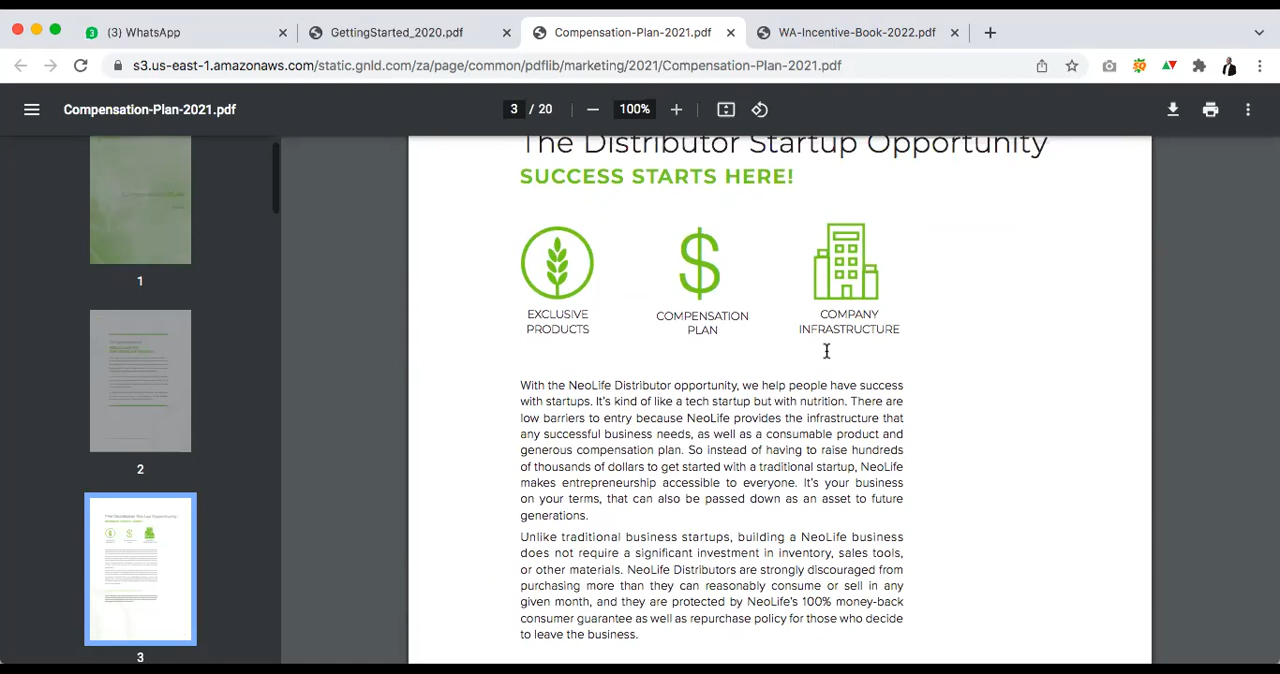 (3) WhatsApp
GettingStarted_2020.pdf
Compensation-Plan-2021.pdf
WA-Incentive-Book-2022.pdf
s3.us-east-1.amazonaws.com/static.gnld.com/za/page/common/pdflib/marketing/2021/Compensation-Plan-2021.pdf
Compensation-Plan-2021.pdf
3 / 20
100%
1
2
3
The Distributor Startup Opportunity
SUCCESS STARTS HERE!
EXCLUSIVE
PRODUCTS
COMPENSATION
PLAN
COMPANY
INFRASTRUCTURE
With the NeoLife Distributor opportunity, we help people have success
with startups. It's kind of like a tech startup but with nutrition. There are
low barriers to entry because NeoLife provides the infrastructure that
any successful business needs, as well as a consumable product and
generous compensation plan. So instead of having to raise hundreds
of thousands of dollars to get started with a traditional startup, NeoLife
makes entrepreneurship accessible to everyone. It's your business
on your terms, that can also be passed down as an asset to future
generations.
Unlike traditional business startups, building a NeoLife business
does not require a significant investment in inventory, sales tools,
or other materials. NeoLife Distributors are strongly discouraged from
purchasing more than they can reasonably consume or sell in any
given month, and they are protected by NeoLife's 100% money-back
consumer guarantee as well as repurchase policy for those who decide
to leave the business.